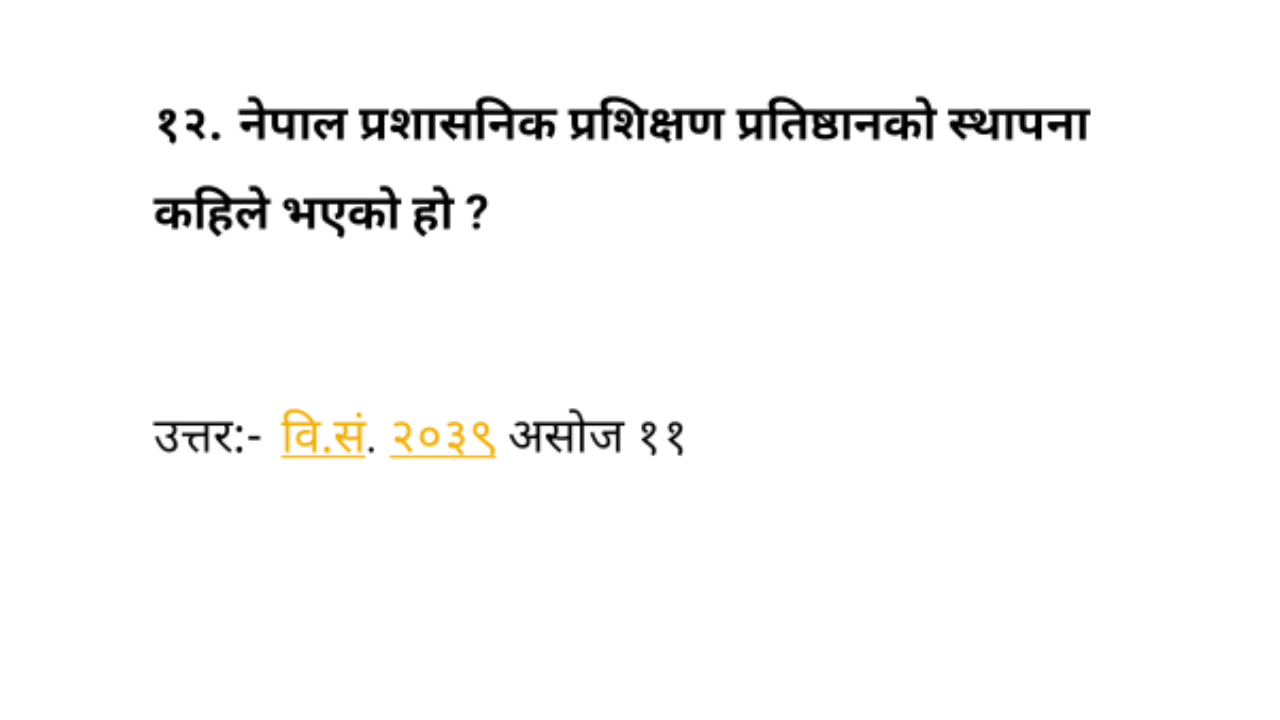 १२. नेपाल प्रशासनिक प्रशिक्षण प्रतिष्ठानको स्थापना
कहिले भएको हो ?
उत्तर:- वि.सं. २०३९ असोज ११